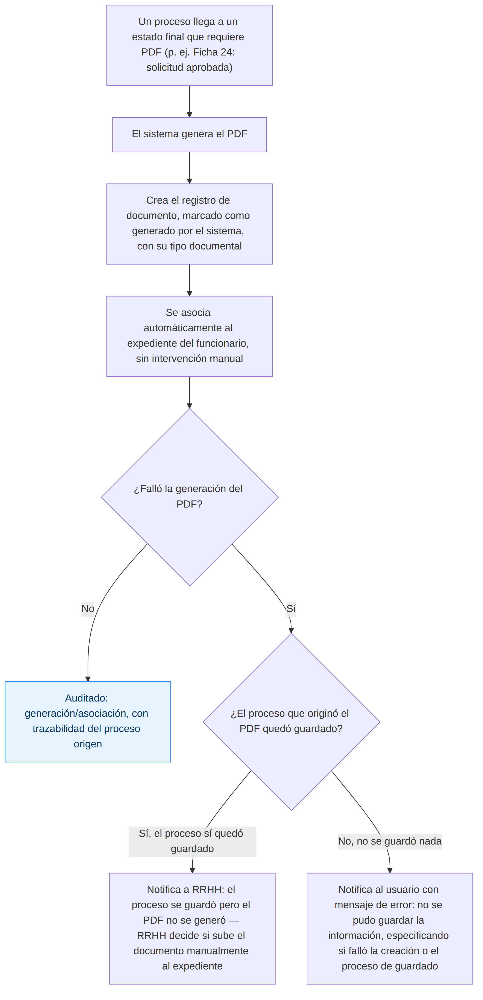 Un proceso llega a un
estado final que requiere
PDF (p. ej. Ficha 24:
solicitud aprobada)
El sistema genera el PDF
Crea el registro de
documento, marcado como
generado por el sistema,
con su tipo documental
Se asocia
automáticamente al
expediente del funcionario,
sin intervención manual
¿Falló la generación del
PDF?
No
Sí
Auditado:
generación/asociación, con
trazabilidad del proceso
origen
¿El proceso que originó el
PDF quedó guardado?
Sí, el proceso sí quedó
guardado
No, no se guardó nada
Notifica a RRHH: el
proceso se guardó pero el
PDF no se generó —
RRHH decide si sube el
documento manualmente
al expediente
Notifica al usuario con
mensaje de error: no se
pudo guardar la
información, especificando
si falló la creación o el
proceso de guardado